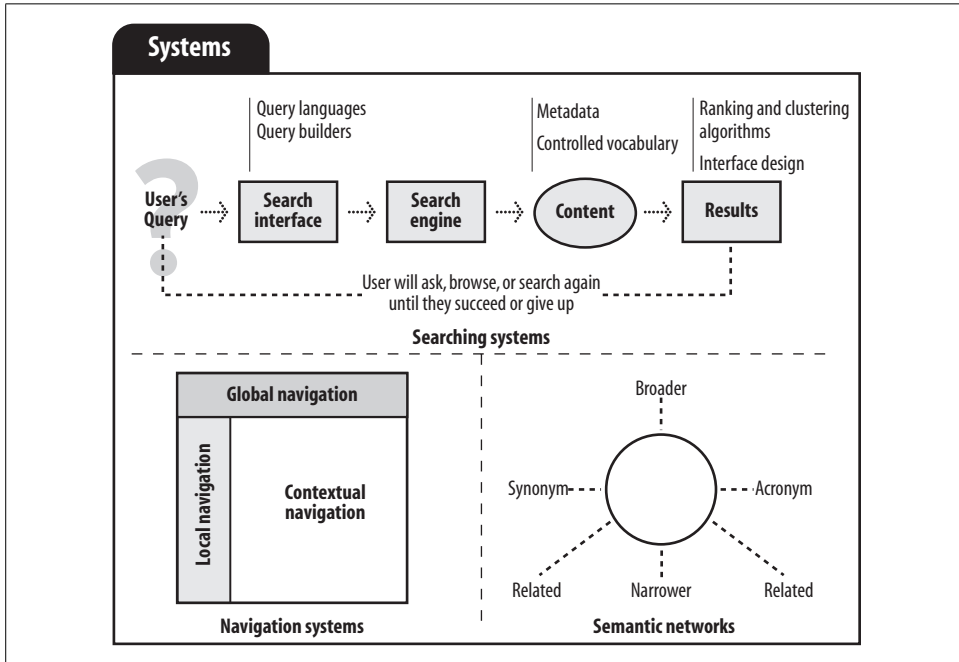 Systems
Query languages
Query builders
Metadata
Controlled vocabulary
Ranking and clustering
algorithms
Interface design
?
User's
Query
Search
interface
Search
engine
Content
Results
User will ask, browse, or search again
until they succeed or give up
Searching systems
Global navigation
Local navigation
Contextual
navigation
Navigation systems
Broader
Synonym
Acronym
Related
Narrower
Related
Semantic networks